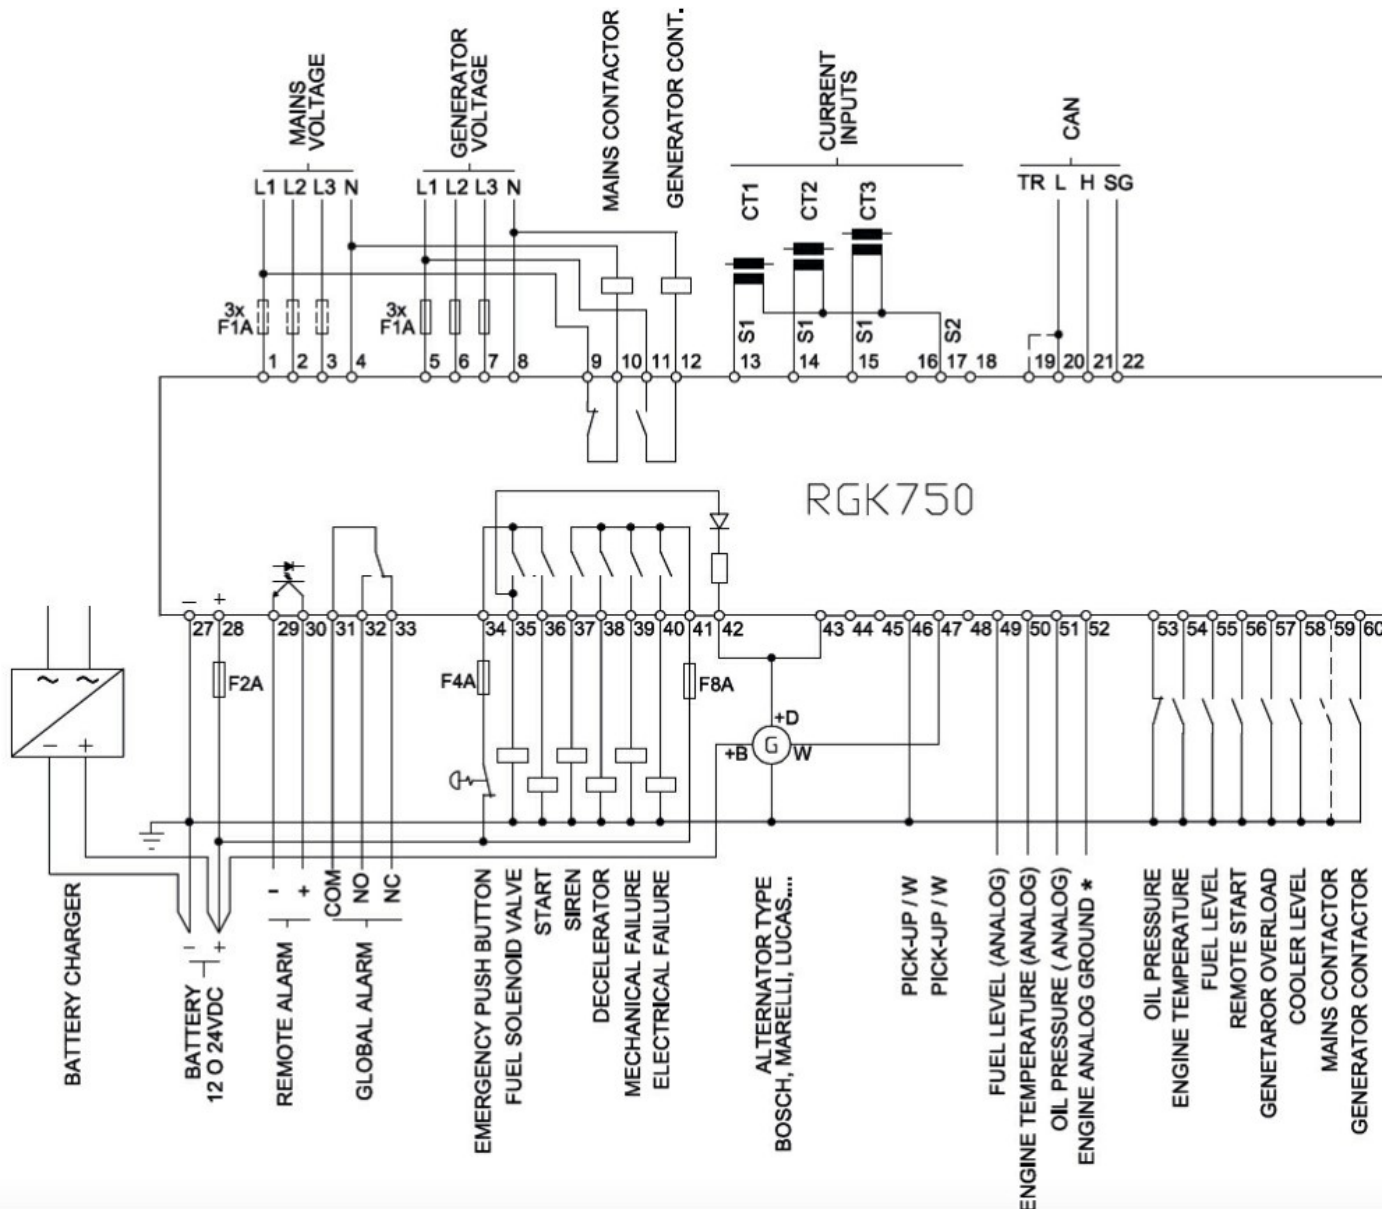 MAINS
VOLTAGE
GENERATOR
VOLTAGE
MAINS CONTACTOR
GENERATOR CONT.
CURRENT
INPUTS
CAN
L1 L2 L3 N
L1 L2 L3 N
CT1
CT2
CT3
TR L H SG
3x
F1A
3x
F1A
S1
S1
S1
S2
1 2 3 4 5 6 7 8 9 10 11 12 13 14 15 16 17 18 19 20 21 22
RGK750
– +
27 28 29 30 31 32 33 34 35 36 37 38 39 40 41 42 43 44 45 46 47 48 49 50 51 52 53 54 55 56 57 58 59 60
~ ~
– +
F2A
F4A
F8A
+D
+B G W
BATTERY CHARGER
– +
BATTERY
12 O 24VDC
- +
REMOTE ALARM
COM
NO
NC
GLOBAL ALARM
EMERGENCY PUSH BUTTON
FUEL SOLENOID VALVE
START
SIREN
DECELERATOR
MECHANICAL FAILURE
ELECTRICAL FAILURE
ALTERNATOR TYPE
BOSCH, MARELLI, LUCAS....
PICK-UP / W
PICK-UP / W
FUEL LEVEL (ANALOG)
ENGINE TEMPERATURE (ANALOG)
OIL PRESSURE ( ANALOG)
ENGINE ANALOG GROUND *
OIL PRESSURE
ENGINE TEMPERATURE
FUEL LEVEL
REMOTE START
GENETAROR OVERLOAD
COOLER LEVEL
MAINS CONTACTOR
GENERATOR CONTACTOR